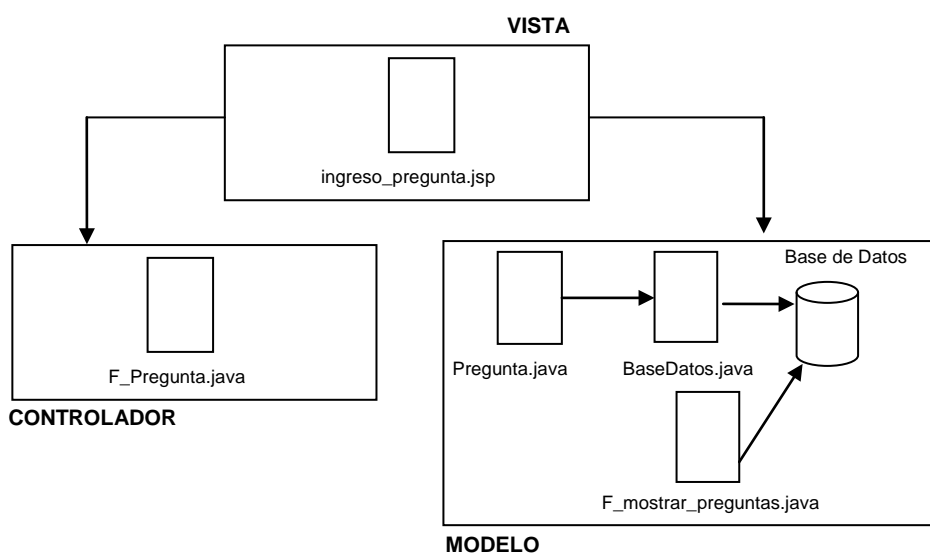 VISTA
ingreso_pregunta.jsp
F_Pregunta.java
CONTROLADOR
Base de Datos
Pregunta.java
BaseDatos.java
F_mostrar_preguntas.java
MODELO